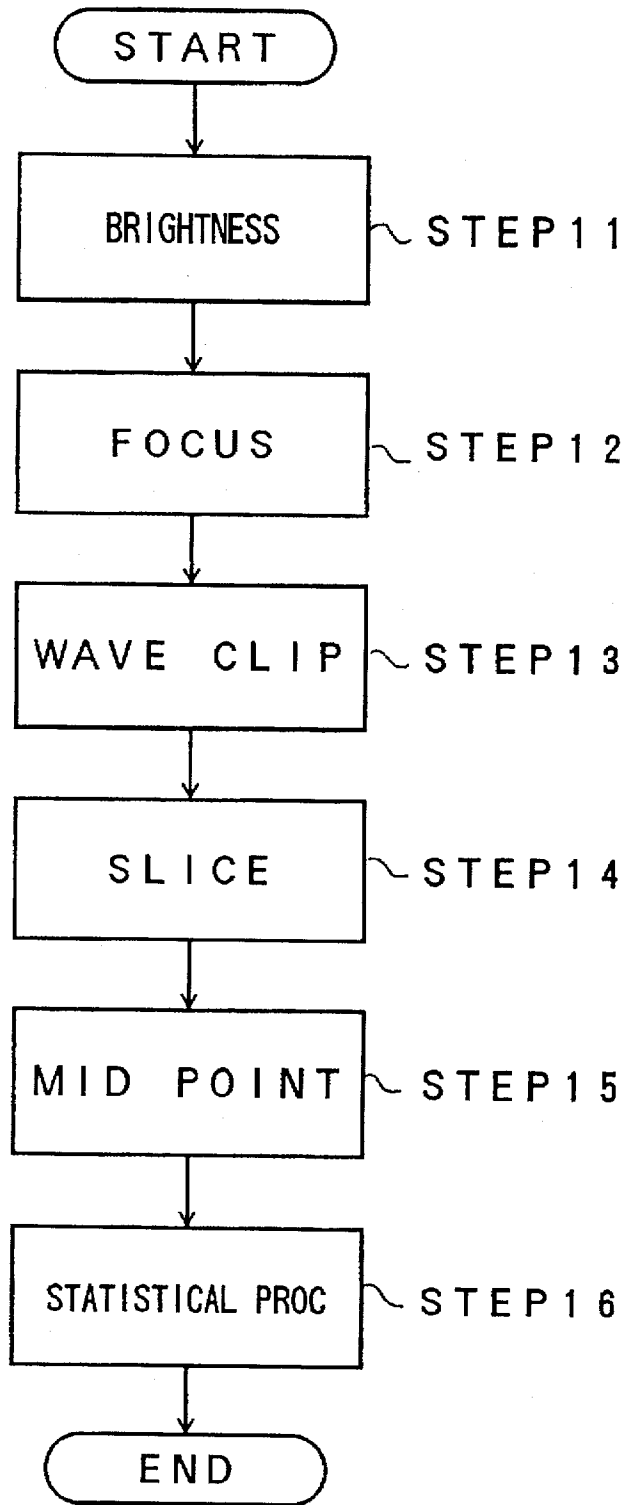 START
BRIGHTNESS STEP11
FOCUS STEP12
WAVE CLIP STEP13
SLICE STEP14
MID POINT STEP15
STATISTICAL PROC STEP16
END